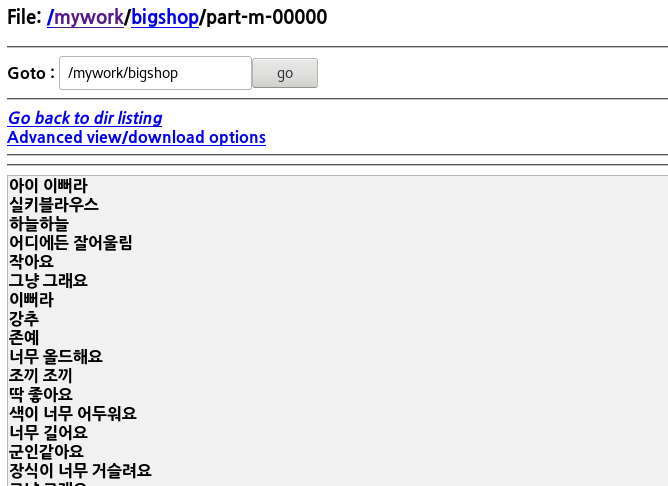 File: /mywork/bigshop/part-m-00000
Goto : /mywork/bigshop go
Go back to dir listing
Advanced view/download options
아이 이뻐라
실키블라우스
하늘하늘
어디에든 잘어울림
작아요
그냥 그래요
이뻐라
강추
존예
너무 올드해요
조끼 조끼
딱 좋아요
색이 너무 어두워요
너무 길어요
군인같아요
장식이 너무 거슬려요
그냥 그래요